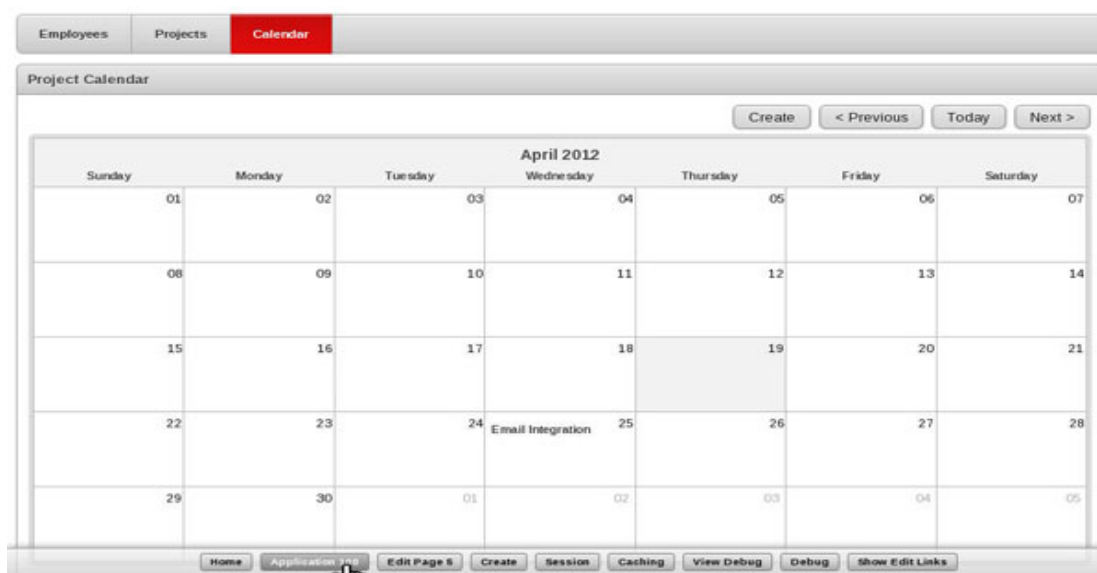 Employees Projects Calendar
Project Calendar
Create < Previous Today Next >
April 2012
Sunday Monday Tuesday Wednesday Thursday Friday Saturday
01 02 03 04 05 06 07
08 09 10 11 12 13 14
15 16 17 18 19 20 21
22 23 24 Email Integration 25 26 27 28
29 30 01 02 03 04 05
Home Application Edit Page 5 Create Session Caching View Debug Debug Show Edit Links